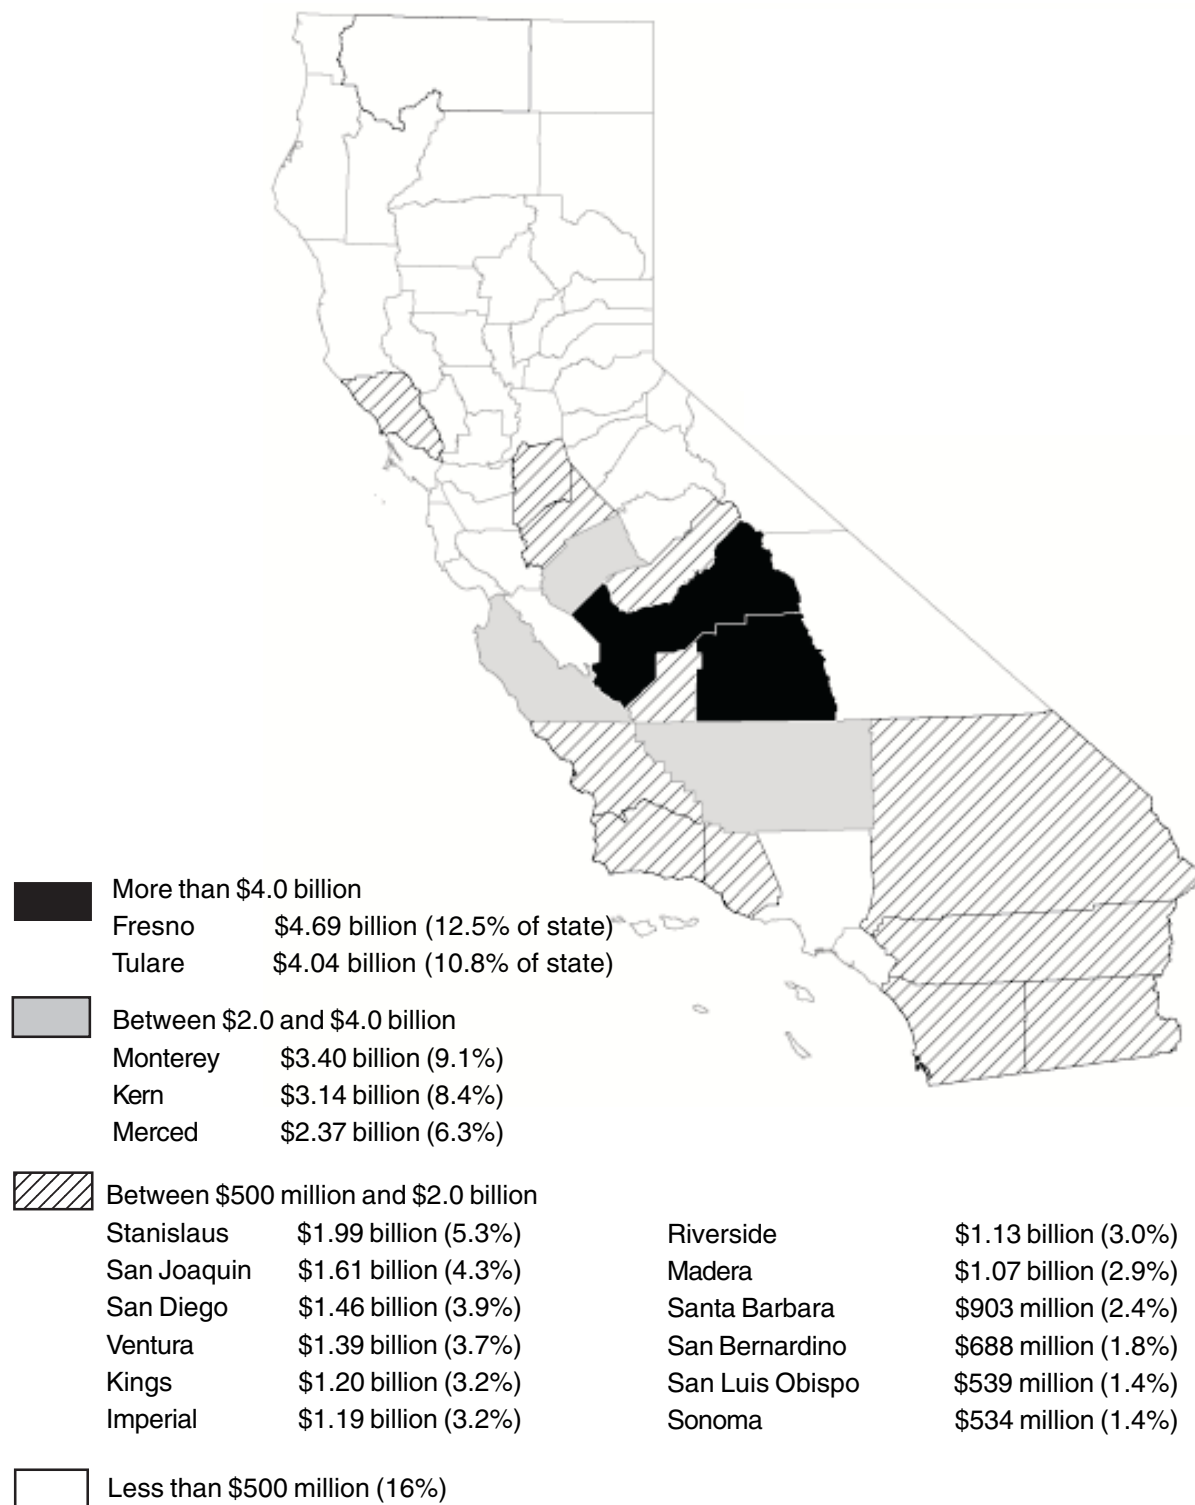 More than $4.0 billion
Fresno $4.69 billion (12.5% of state)
Tulare $4.04 billion (10.8% of state)
Between $2.0 and $4.0 billion
Monterey $3.40 billion (9.1%)
Kern $3.14 billion (8.4%)
Merced $2.37 billion (6.3%)
Between $500 million and $2.0 billion
Stanislaus $1.99 billion (5.3%)
San Joaquin $1.61 billion (4.3%)
San Diego $1.46 billion (3.9%)
Ventura $1.39 billion (3.7%)
Kings $1.20 billion (3.2%)
Imperial $1.19 billion (3.2%)
Riverside $1.13 billion (3.0%)
Madera $1.07 billion (2.9%)
Santa Barbara $903 million (2.4%)
San Bernardino $688 million (1.8%)
San Luis Obispo $539 million (1.4%)
Sonoma $534 million (1.4%)
Less than $500 million (16%)